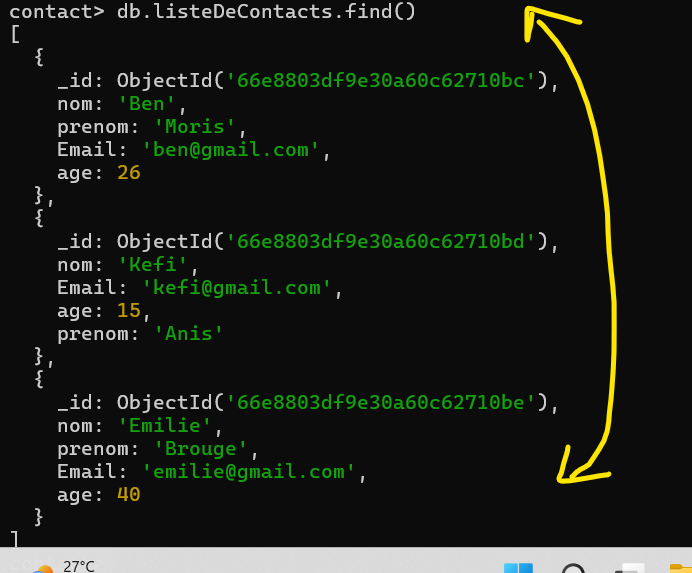 contact> db.listeDeContacts.find()
[
{
_id: ObjectId('66e8803df9e30a60c62710bc'),
nom: 'Ben',
prenom: 'Moris',
Email: 'ben@gmail.com',
age: 26
},
{
_id: ObjectId('66e8803df9e30a60c62710bd'),
nom: 'Kefi',
Email: 'kefi@gmail.com',
age: 15,
prenom: 'Anis'
},
{
_id: ObjectId('66e8803df9e30a60c62710be'),
nom: 'Emilie',
prenom: 'Brouge',
Email: 'emilie@gmail.com',
age: 40
}
]
27°C